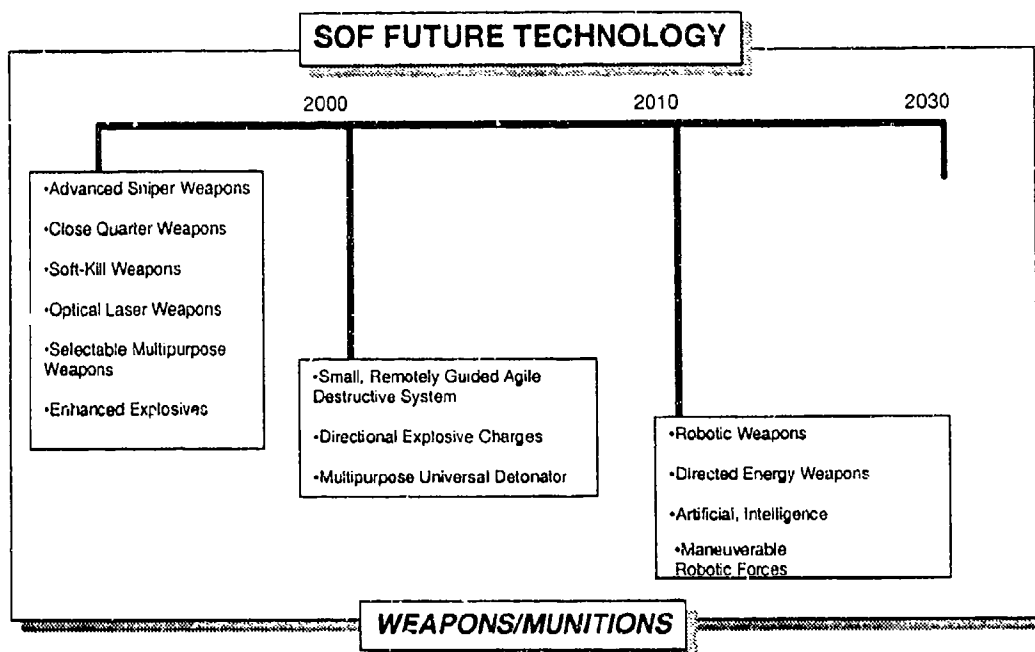 SOF FUTURE TECHNOLOGY
2000
2010
2030
•Advanced Sniper Weapons
•Close Quarter Weapons
•Soft-Kill Weapons
•Optical Laser Weapons
•Selectable Multipurpose
Weapons
•Enhanced Explosives
•Small, Remotely Guided Agile
Destructive System
•Directional Explosive Charges
•Multipurpose Universal Detonator
•Robotic Weapons
•Directed Energy Weapons
•Artificial, Intelligence
•Maneuverable
Robotic Forces
WEAPONS/MUNITIONS